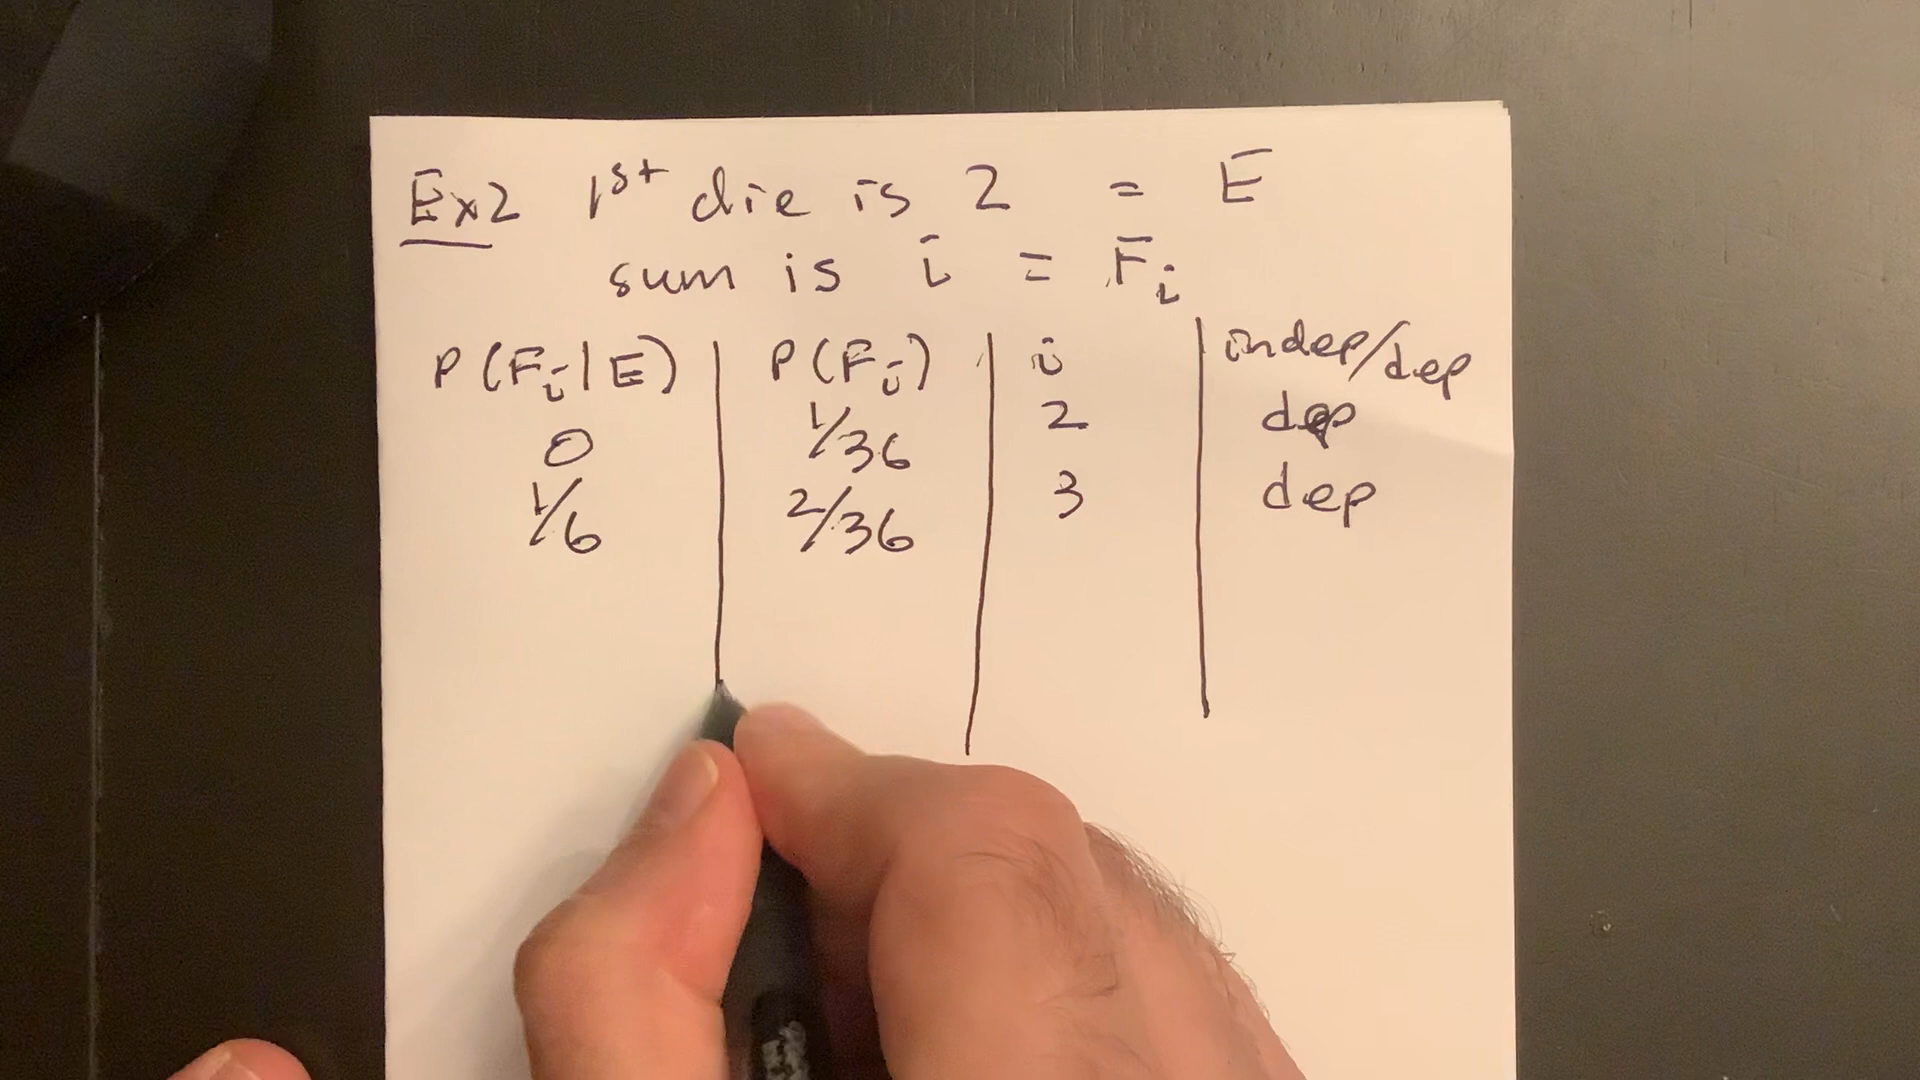 Ex2 1st die is 2 = E
sum is i = Fi
P(Fi|E) P(Fi) i indep/dep
0 1/36 2 dep
1/6 2/36 3 dep